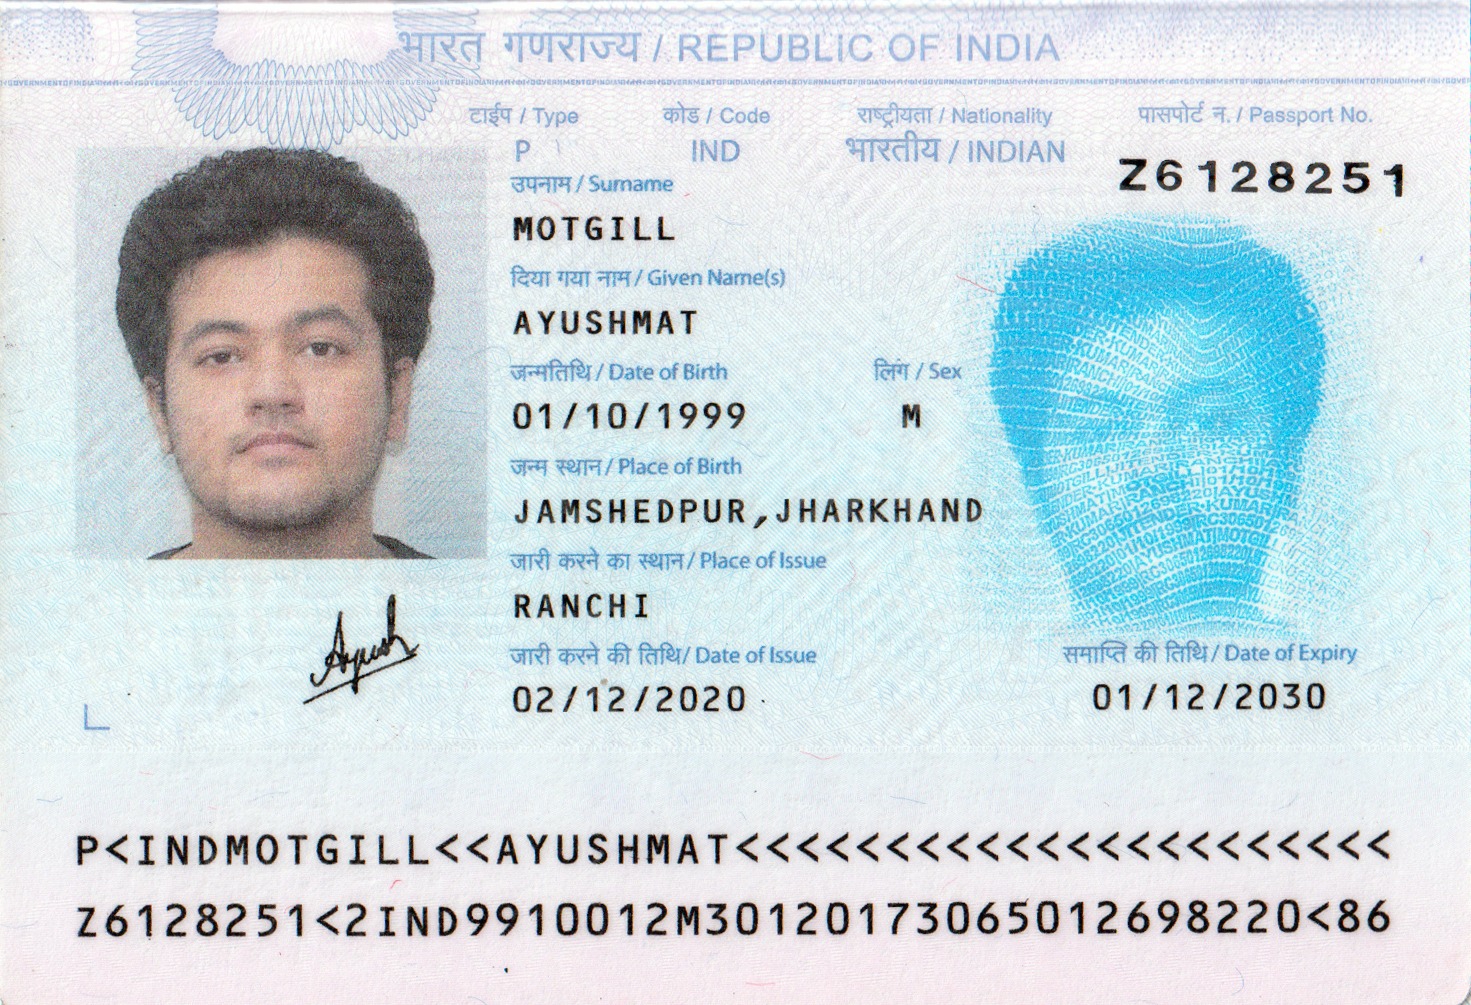 भारत गणराज्य / REPUBLIC OF INDIA
टाईप / Type कोड / Code राष्ट्रीयता / Nationality पासपोर्ट न. / Passport No.
P IND भारतीय / INDIAN Z6128251
उपनाम / Surname
MOTGILL
दिया गया नाम / Given Name(s)
AYUSHMAT
जन्मतिथि / Date of Birth लिंग / Sex
01/10/1999 M
जन्म स्थान / Place of Birth
JAMSHEDPUR,JHARKHAND
जारी करने का स्थान / Place of Issue
RANCHI
Ayush
जारी करने की तिथि / Date of Issue समाप्ति की तिथि / Date of Expiry
02/12/2020 01/12/2030
P<INDMOTGILL<<AYUSHMAT<<<<<<<<<<<<<<<<<<<<<<
Z6128251<2IND9910012M30120173065012698220<86